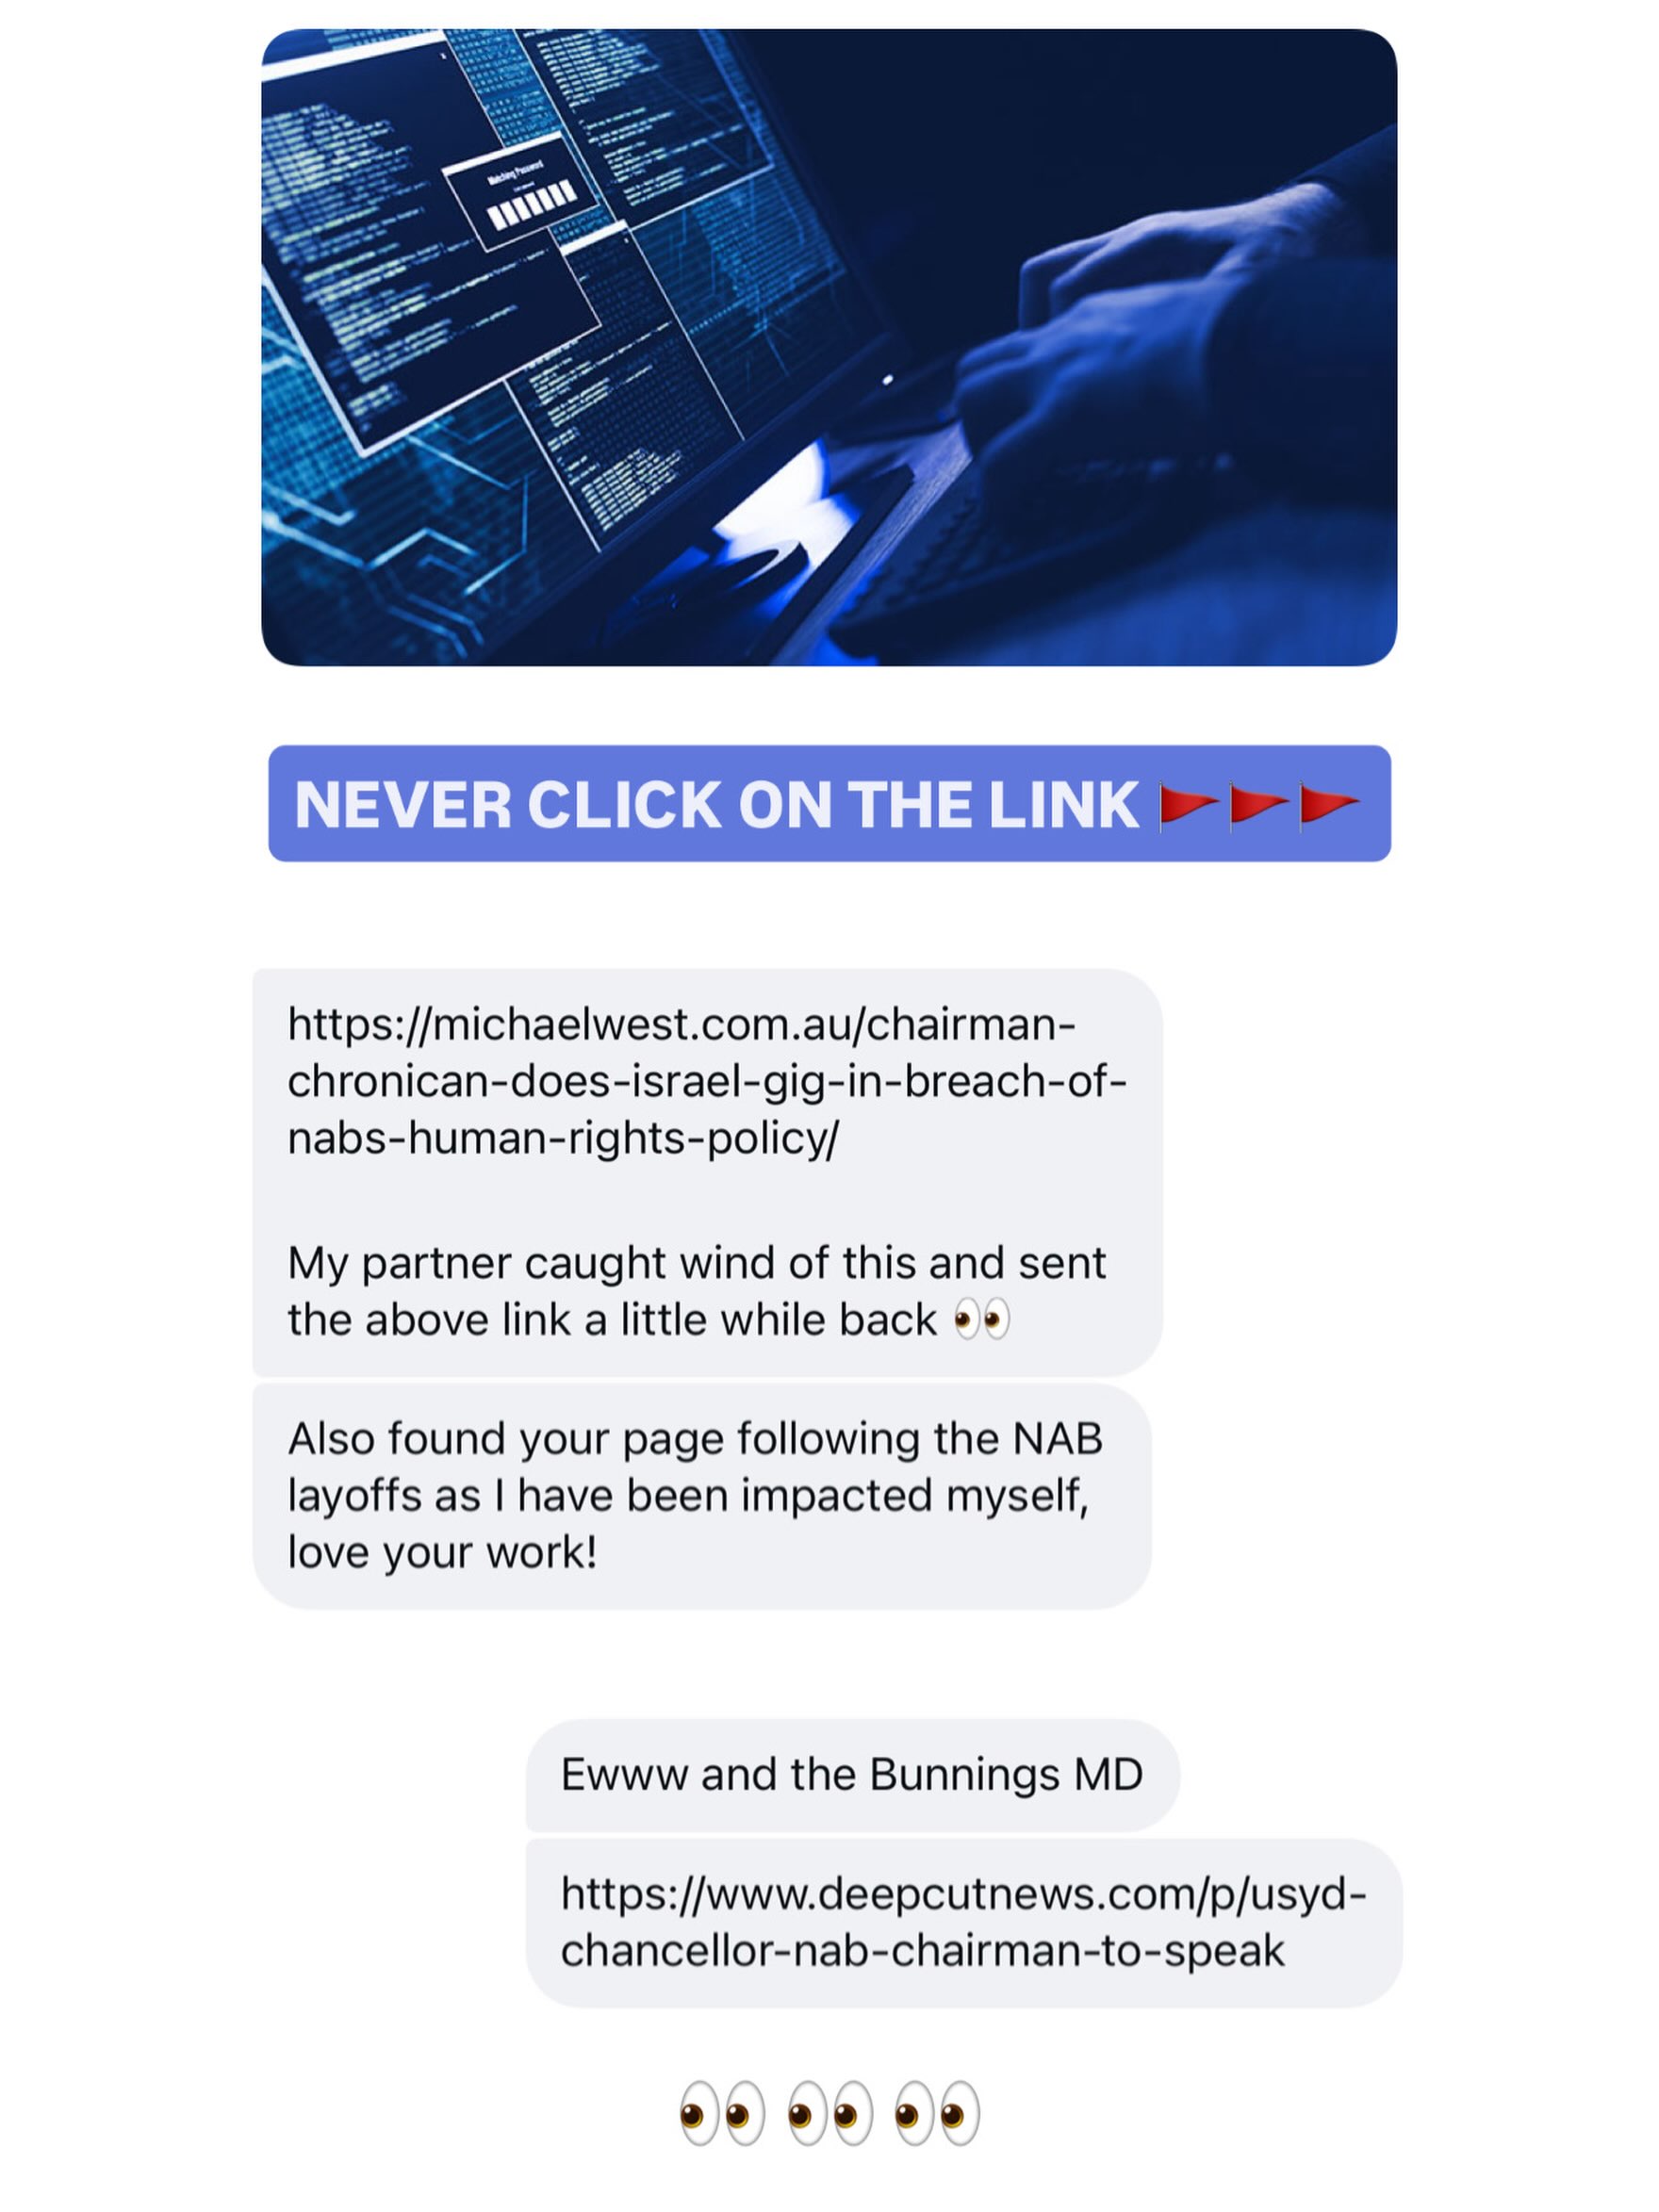 Matching Password
NEVER CLICK ON THE LINK 🚩🚩🚩
https://michaelwest.com.au/chairman-
chronican-does-israel-gig-in-breach-of-
nabs-human-rights-policy/
My partner caught wind of this and sent
the above link a little while back 👀
Also found your page following the NAB
layoffs as I have been impacted myself,
love your work!
Ewww and the Bunnings MD
https://www.deepcutnews.com/p/usyd-
chancellor-nab-chairman-to-speak
👀 👀 👀